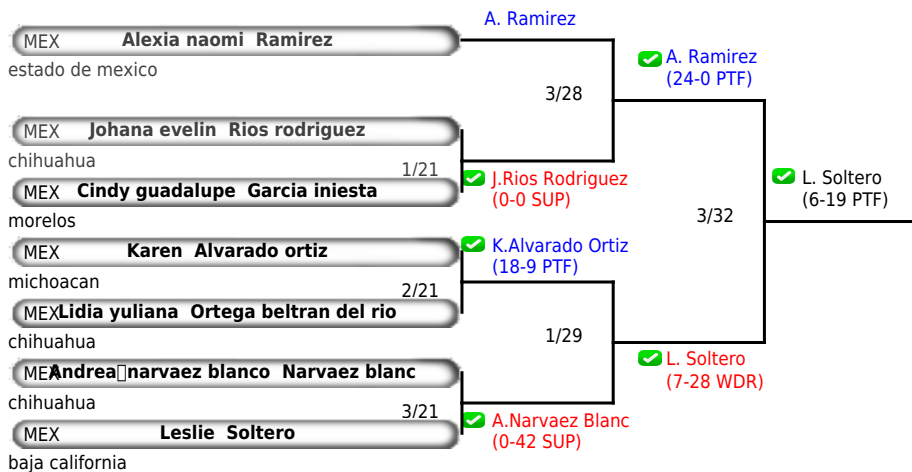 A. Ramirez
MEX Alexia naomi Ramirez
estado de mexico
A. Ramirez
(24-0 PTF)
3/28
MEX Johana evelin Rios rodriguez
chihuahua
1/21
J.Rios Rodriguez
(0-0 SUP)
MEX Cindy guadalupe Garcia iniesta
morelos
L. Soltero
(6-19 PTF)
3/32
MEX Karen Alvarado ortiz
michoacan
K.Alvarado Ortiz
(18-9 PTF)
2/21
MEX Lidia yuliana Ortega beltran del rio
chihuahua
1/29
L. Soltero
(7-28 WDR)
MEX Andrea▯narvaez blanco Narvaez blanc
chihuahua
3/21
A.Narvaez Blanc
(0-42 SUP)
MEX Leslie Soltero
baja california